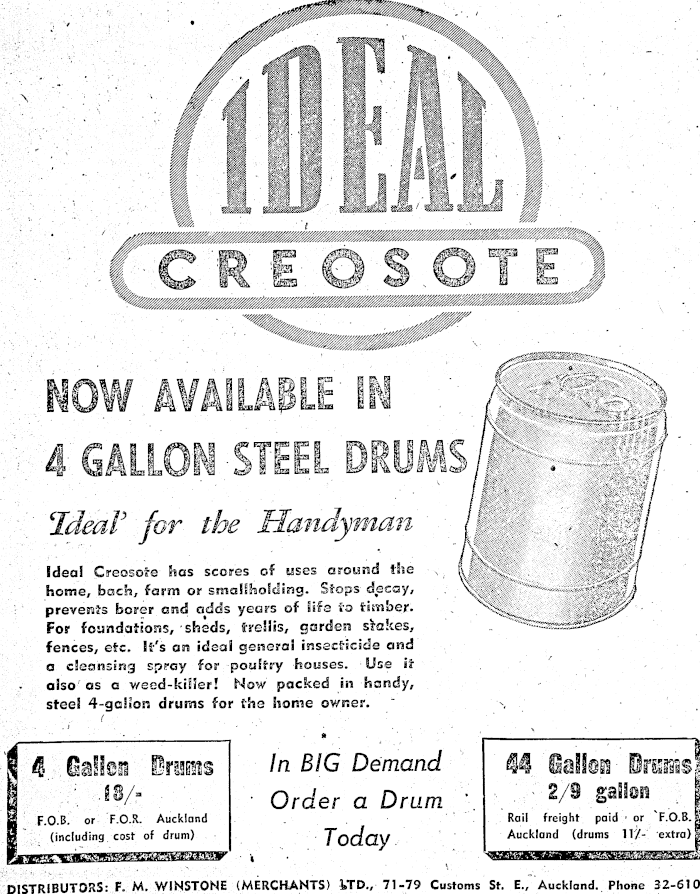 IDEAL
CREOSOTE
NOW AVAILABLE IN
4 GALLON STEEL DRUMS
'Ideal' for the Handyman
Ideal Creosote has scores of uses around the
home, bach, farm or smallholding. Stops decay,
prevents borer and adds years of life to timber.
For foundations, sheds, trellis, garden stakes,
fences, etc. It's an ideal general insecticide and
a cleansing spray for poultry houses. Use it
also as a weed-killer! Now packed in handy,
steel 4-gallon drums for the home owner.
4 Gallon Drums
18/-
F.O.B. or F.O.R. Auckland
(including cost of drum)
In BIG Demand
Order a Drum
Today
44 Gallon Drums
2/9 gallon
Rail freight paid or F.O.B.
Auckland (drums 11/- extra)
DISTRIBUTORS: F. M. WINSTONE (MERCHANTS) LTD., 71-79 Customs St. E., Auckland. Phone 32-610